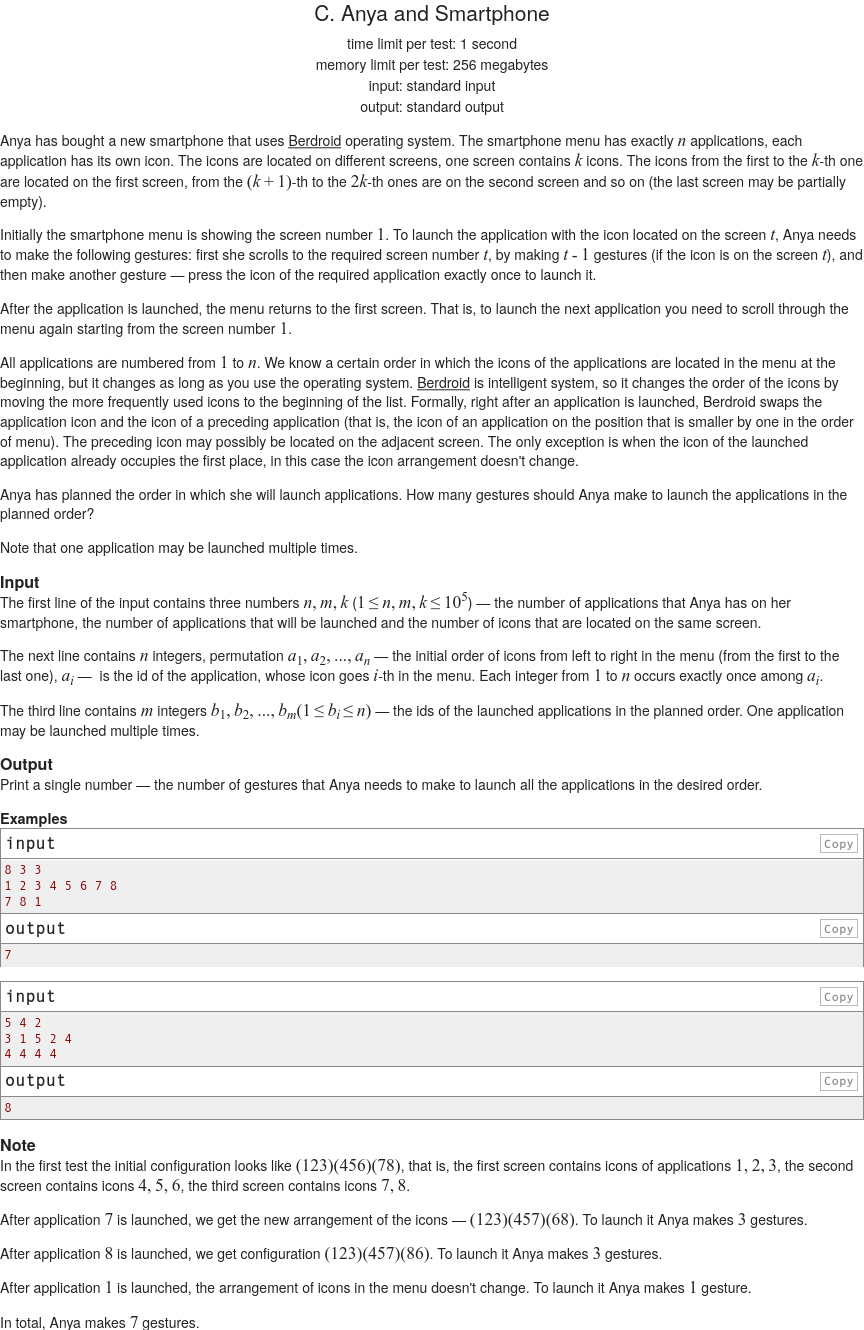 C. Anya and Smartphone
time limit per test: 1 second
memory limit per test: 256 megabytes
input: standard input
output: standard output
Anya has bought a new smartphone that uses Berdroid operating system. The smartphone menu has exactly n applications, each
application has its own icon. The icons are located on different screens, one screen contains k icons. The icons from the first to the k-th one
are located on the first screen, from the (k + 1)-th to the 2k-th ones are on the second screen and so on (the last screen may be partially
empty).
Initially the smartphone menu is showing the screen number 1. To launch the application with the icon located on the screen t, Anya needs
to make the following gestures: first she scrolls to the required screen number t, by making t - 1 gestures (if the icon is on the screen t), and
then make another gesture — press the icon of the required application exactly once to launch it.
After the application is launched, the menu returns to the first screen. That is, to launch the next application you need to scroll through the
menu again starting from the screen number 1.
All applications are numbered from 1 to n. We know a certain order in which the icons of the applications are located in the menu at the
beginning, but it changes as long as you use the operating system. Berdroid is intelligent system, so it changes the order of the icons by
moving the more frequently used icons to the beginning of the list. Formally, right after an application is launched, Berdroid swaps the
application icon and the icon of a preceding application (that is, the icon of an application on the position that is smaller by one in the order
of menu). The preceding icon may possibly be located on the adjacent screen. The only exception is when the icon of the launched
application already occupies the first place, in this case the icon arrangement doesn't change.
Anya has planned the order in which she will launch applications. How many gestures should Anya make to launch the applications in the
planned order?
Note that one application may be launched multiple times.
Input
The first line of the input contains three numbers n, m, k (1 ≤ n, m, k ≤ 10⁵) — the number of applications that Anya has on her
smartphone, the number of applications that will be launched and the number of icons that are located on the same screen.
The next line contains n integers, permutation a₁, a₂, ..., aₙ — the initial order of icons from left to right in the menu (from the first to the
last one), aᵢ — is the id of the application, whose icon goes i-th in the menu. Each integer from 1 to n occurs exactly once among aᵢ.
The third line contains m integers b₁, b₂, ..., bₘ(1 ≤ bᵢ ≤ n) — the ids of the launched applications in the planned order. One application
may be launched multiple times.
Output
Print a single number — the number of gestures that Anya needs to make to launch all the applications in the desired order.
Examples
input Copy
8 3 3
1 2 3 4 5 6 7 8
7 8 1
output Copy
7
input Copy
5 4 2
3 1 5 2 4
4 4 4 4
output Copy
8
Note
In the first test the initial configuration looks like (123)(456)(78), that is, the first screen contains icons of applications 1, 2, 3, the second
screen contains icons 4, 5, 6, the third screen contains icons 7, 8.
After application 7 is launched, we get the new arrangement of the icons — (123)(457)(68). To launch it Anya makes 3 gestures.
After application 8 is launched, we get configuration (123)(457)(86). To launch it Anya makes 3 gestures.
After application 1 is launched, the arrangement of icons in the menu doesn't change. To launch it Anya makes 1 gesture.
In total, Anya makes 7 gestures.